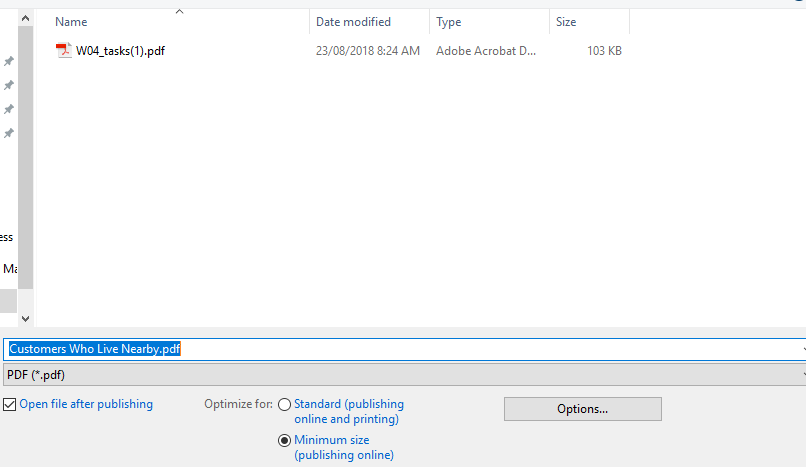 Name Date modified Type Size
W04_tasks(1).pdf 23/08/2018 8:24 AM Adobe Acrobat D... 103 KB
ess
Ma
Customers Who Live Nearby.pdf
PDF (*.pdf)
Open file after publishing Optimize for: Standard (publishing
online and printing)
Options...
Minimum size
(publishing online)